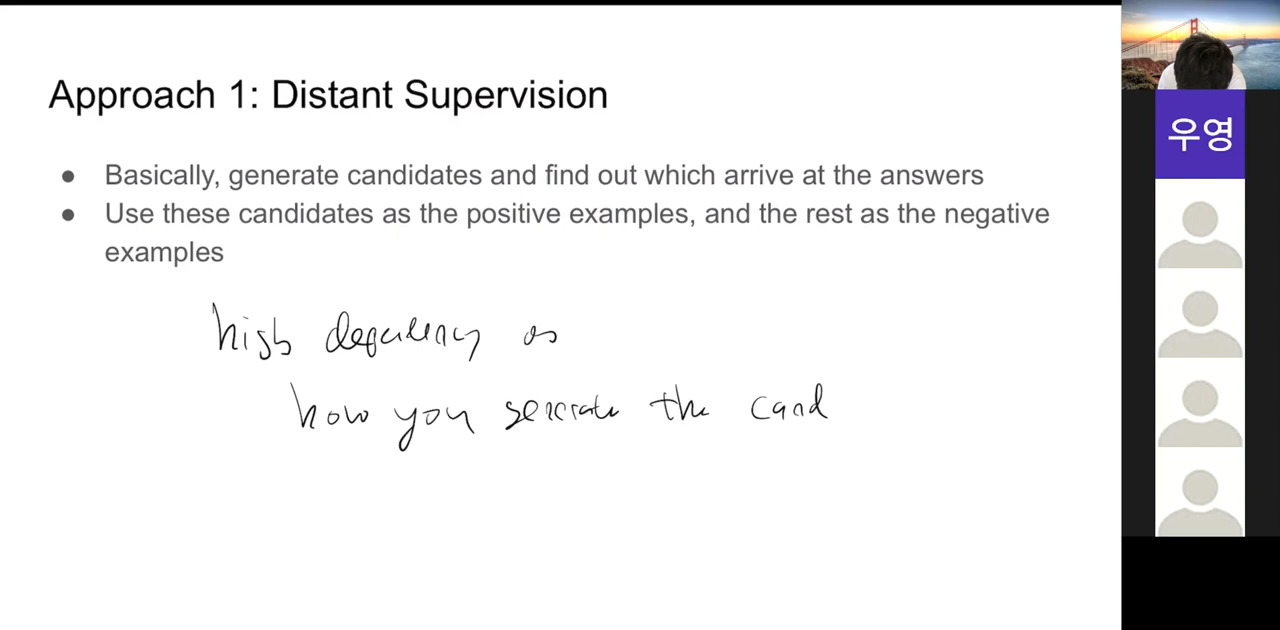 Approach 1: Distant Supervision
● Basically, generate candidates and find out which arrive at the answers
● Use these candidates as the positive examples, and the rest as the negative
examples
high dependency on
how you generate the cand
우영